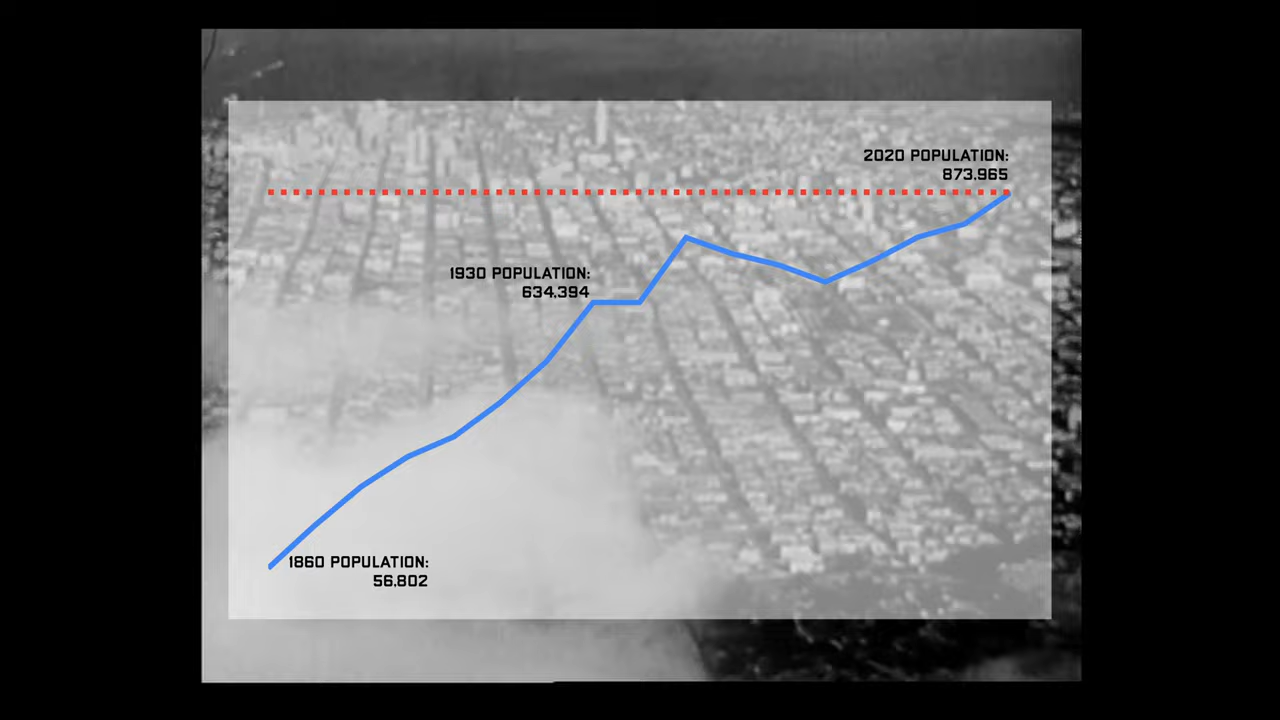 2020 POPULATION:
873,965
1930 POPULATION:
634,394
1860 POPULATION:
56,802